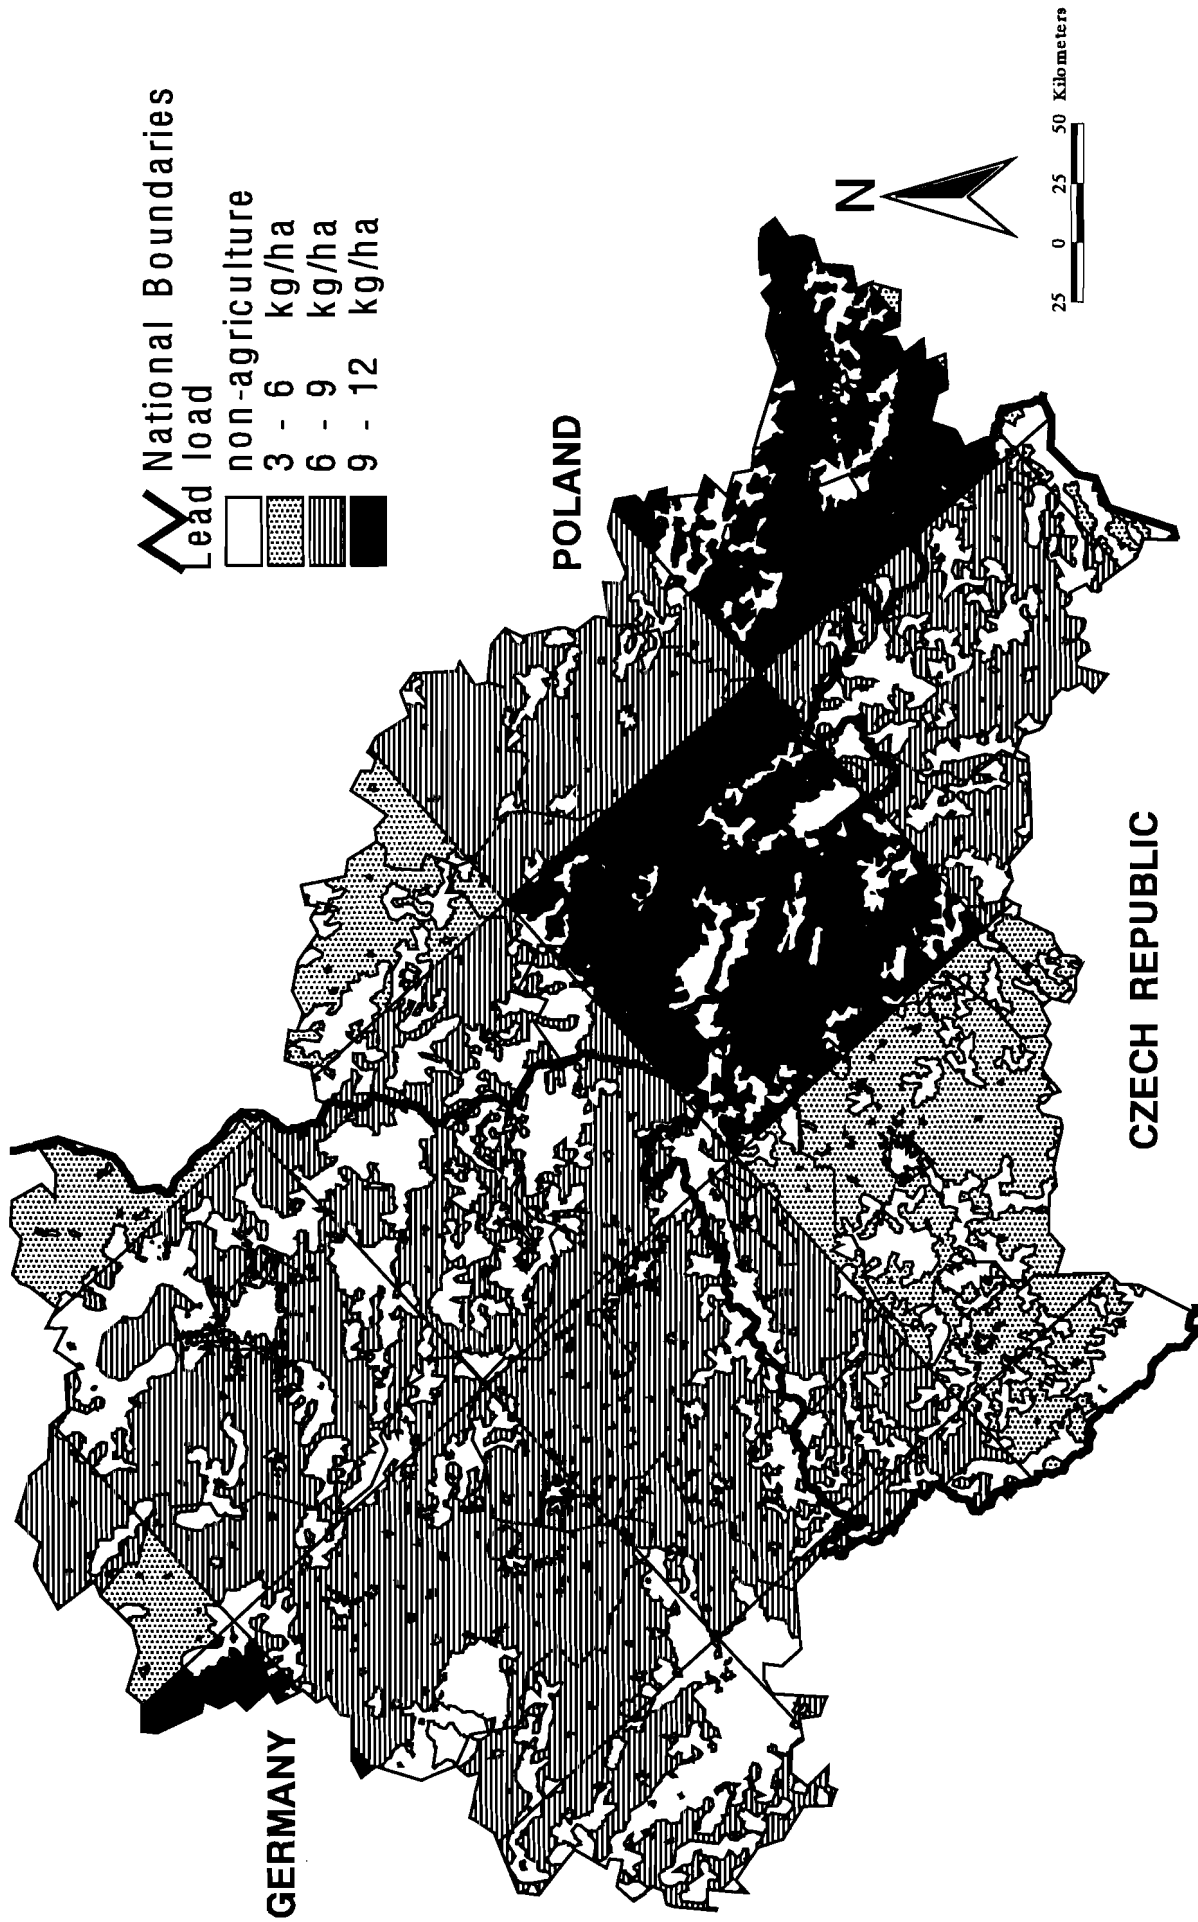 National Boundaries
Lead load
non-agriculture
3 - 6 kg/ha
6 - 9 kg/ha
9 - 12 kg/ha
GERMANY
POLAND
CZECH REPUBLIC
N
25 0 25 50 Kilometers